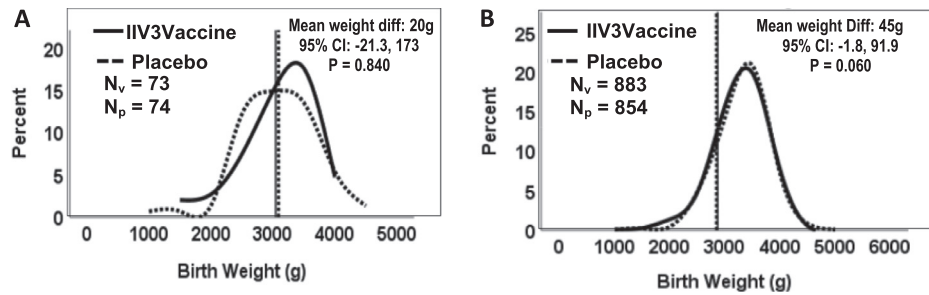 A
IIV3Vaccine
Placebo
Nv = 73
Np = 74
Mean weight diff: 20g
95% CI: -21.3, 173
P = 0.840
Percent
20
15
10
5
0
0 1000 2000 3000 4000 5000
Birth Weight (g)
B
IIV3Vaccine
Placebo
Nv = 883
Np = 854
Mean weight Diff: 45g
95% CI: -1.8, 91.9
P = 0.060
Percent
25
20
15
10
5
0
0 1000 2000 3000 4000 5000 6000
Birth Weight (g)